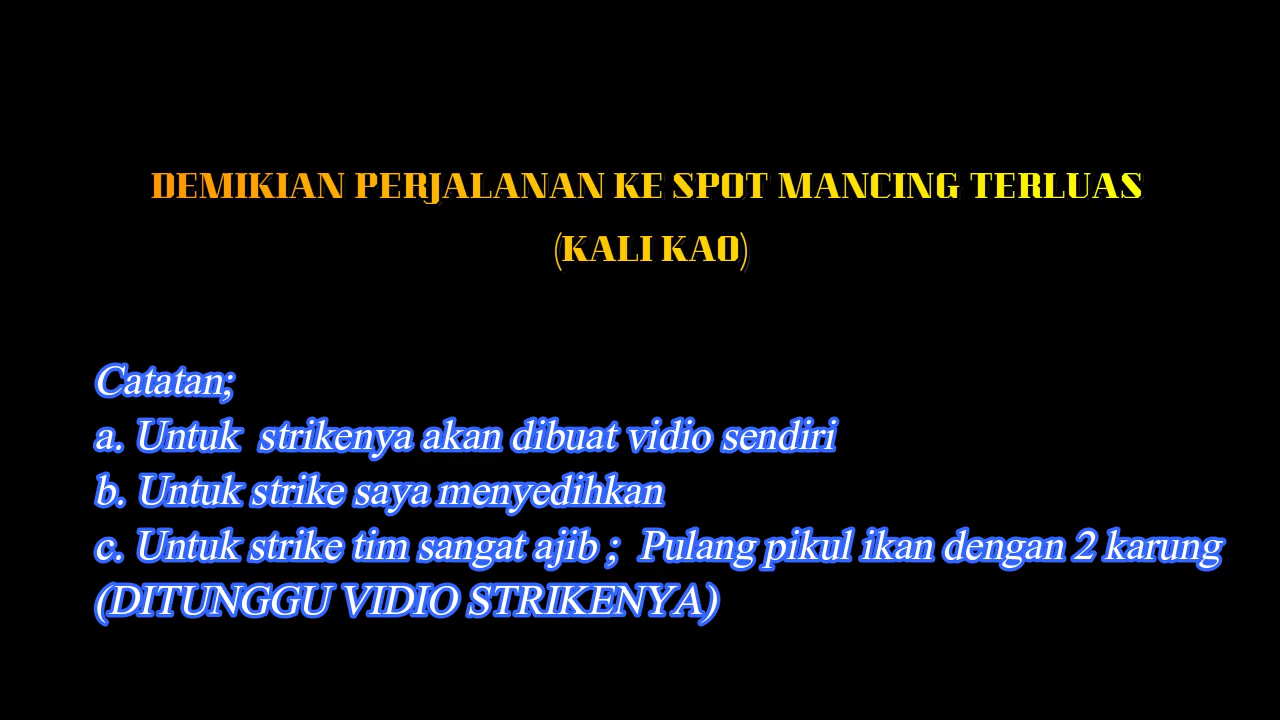 DEMIKIAN PERJALANAN KE SPOT MANCING TERLUAS
(KALI KAO)
Catatan;
a. Untuk strikenya akan dibuat vidio sendiri
b. Untuk strike saya menyedihkan
c. Untuk strike tim sangat ajib ; Pulang pikul ikan dengan 2 karung
(DITUNGGU VIDIO STRIKENYA)